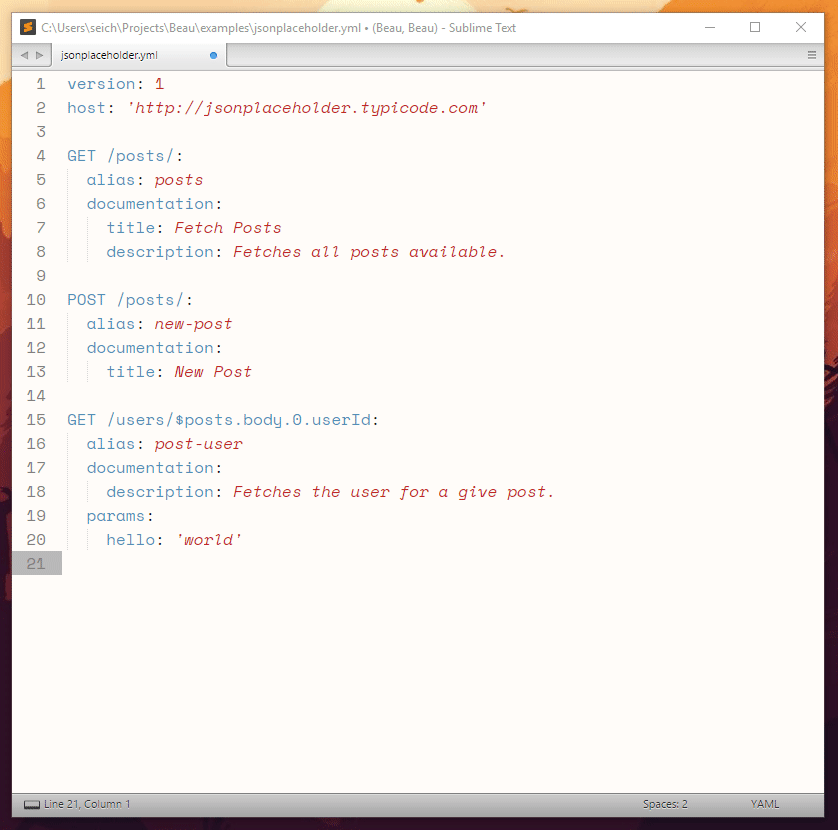 C:\Users\seich\Projects\Beau\examples\jsonplaceholder.yml • (Beau, Beau) - Sublime Text
jsonplaceholder.yml
1 version: 1
2 host: 'http://jsonplaceholder.typicode.com'
3
4 GET /posts/:
5 alias: posts
6 documentation:
7 title: Fetch Posts
8 description: Fetches all posts available.
9
10 POST /posts/:
11 alias: new-post
12 documentation:
13 title: New Post
14
15 GET /users/$posts.body.0.userId:
16 alias: post-user
17 documentation:
18 description: Fetches the user for a give post.
19 params:
20 hello: 'world'
21
Line 21, Column 1 Spaces: 2 YAML